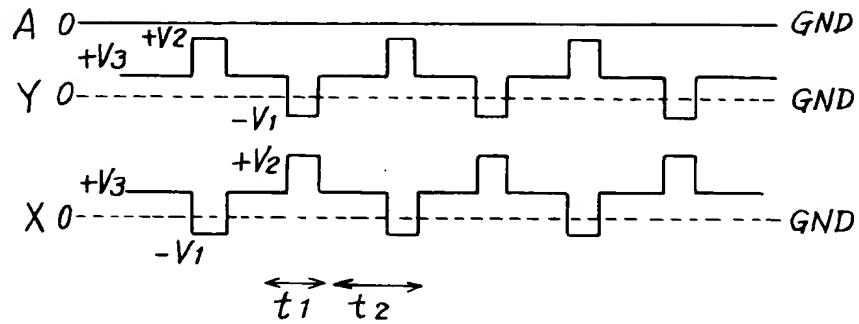 A 0 GND
+V2
+V3
Y 0 GND
-V1
+V2
+V3
X 0 GND
-V1
t1 t2